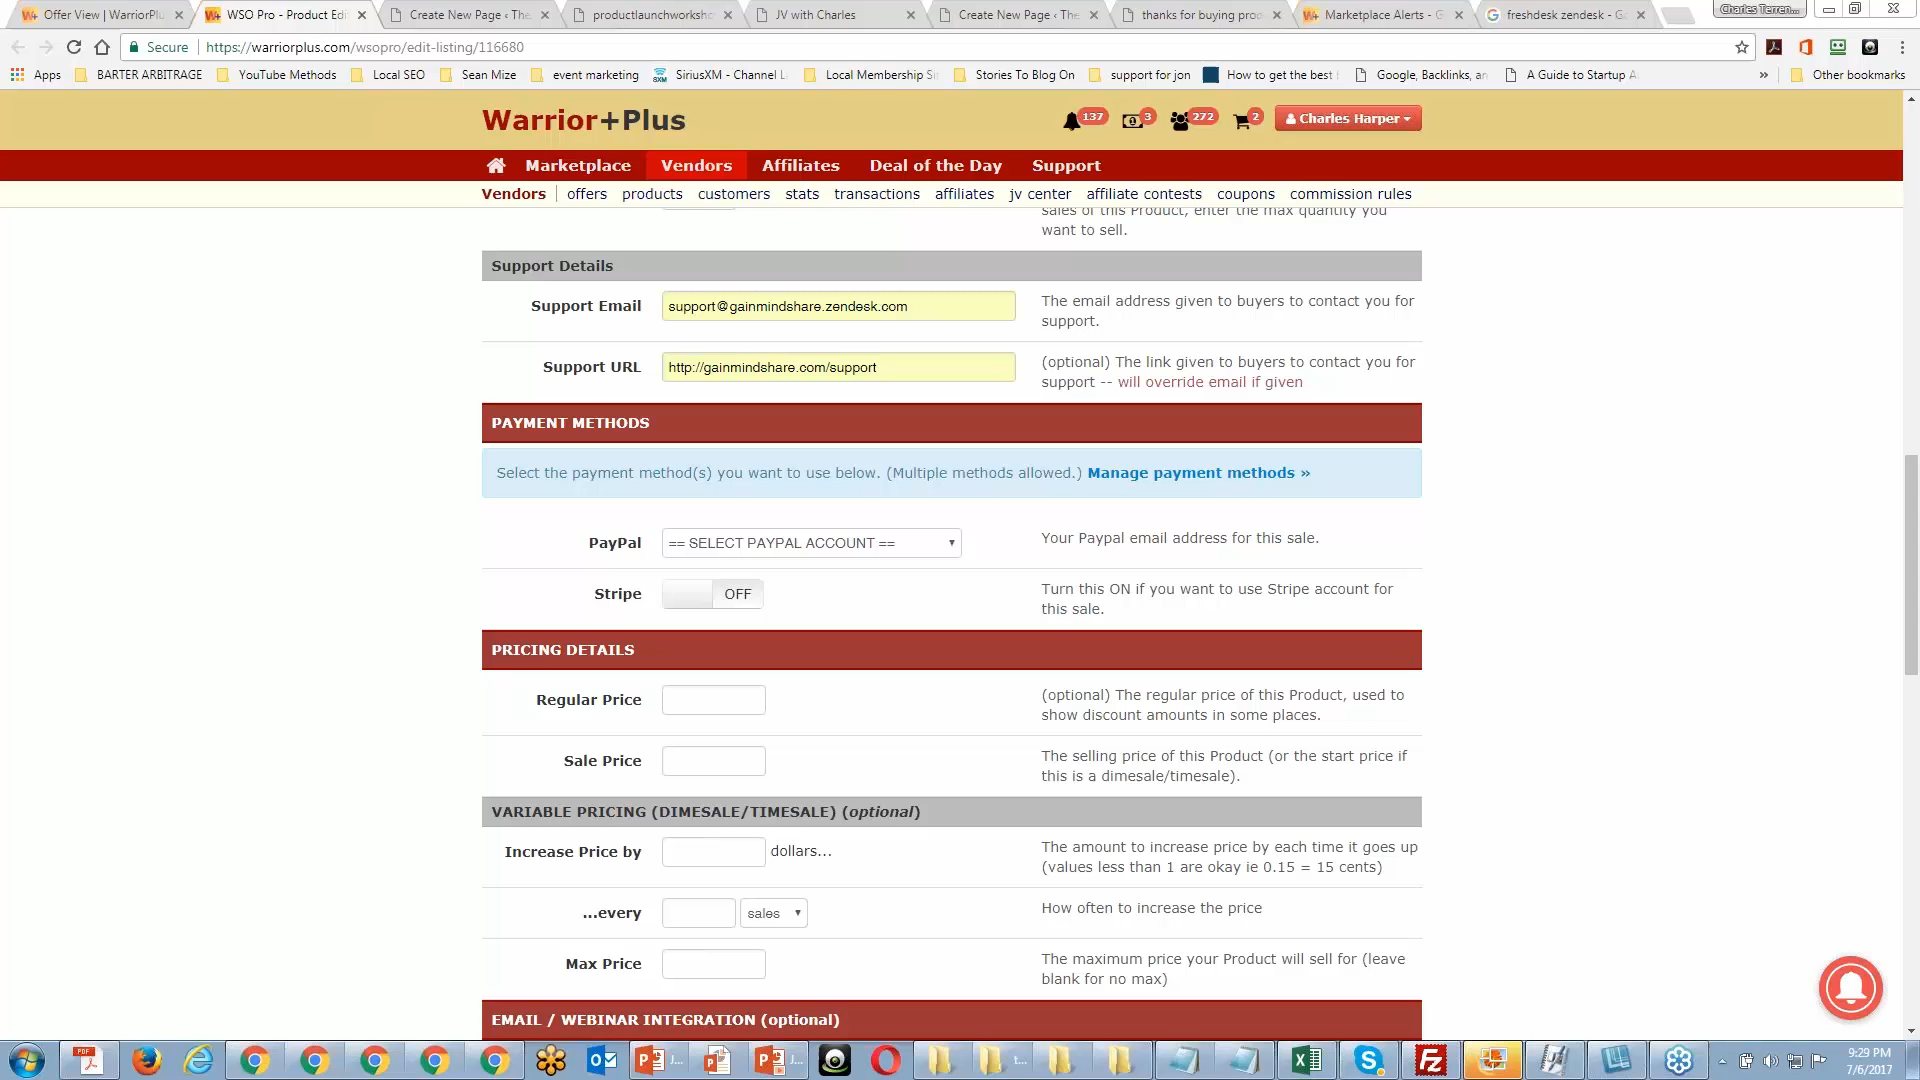 Offer View | WarriorPlu
WSO Pro - Product Edi
Create New Page ‹ The
productlaunchworksho
JV with Charles
Create New Page ‹ The
thanks for buying prod
Marketplace Alerts - G
freshdesk zendesk - G
Charles Terren...
Secure
https://warriorplus.com/wsopro/edit-listing/116680
Apps
BARTER ARBITRAGE
YouTube Methods
Local SEO
Sean Mize
event marketing
SiriusXM - Channel L
Local Membership Si
Stories To Blog On
support for jon
How to get the best
Google, Backlinks, an
A Guide to Startup A
»
Other bookmarks
Warrior+Plus
137
3
272
2
Charles Harper
Marketplace
Vendors
Affiliates
Deal of the Day
Support
Vendors
offers
products
customers
stats
transactions
affiliates
jv center
affiliate contests
coupons
commission rules
sales of this Product, enter the max quantity you
want to sell.
Support Details
Support Email
support@gainmindshare.zendesk.com
The email address given to buyers to contact you for
support.
Support URL
http://gainmindshare.com/support
(optional) The link given to buyers to contact you for
support -- will override email if given
PAYMENT METHODS
Select the payment method(s) you want to use below. (Multiple methods allowed.) Manage payment methods »
PayPal
== SELECT PAYPAL ACCOUNT ==
Your Paypal email address for this sale.
Stripe
OFF
Turn this ON if you want to use Stripe account for
this sale.
PRICING DETAILS
Regular Price
(optional) The regular price of this Product, used to
show discount amounts in some places.
Sale Price
The selling price of this Product (or the start price if
this is a dimesale/timesale).
VARIABLE PRICING (DIMESALE/TIMESALE) (optional)
Increase Price by
dollars...
The amount to increase price by each time it goes up
(values less than 1 are okay ie 0.15 = 15 cents)
...every
sales
How often to increase the price
Max Price
The maximum price your Product will sell for (leave
blank for no max)
EMAIL / WEBINAR INTEGRATION (optional)
9:29 PM
7/6/2017